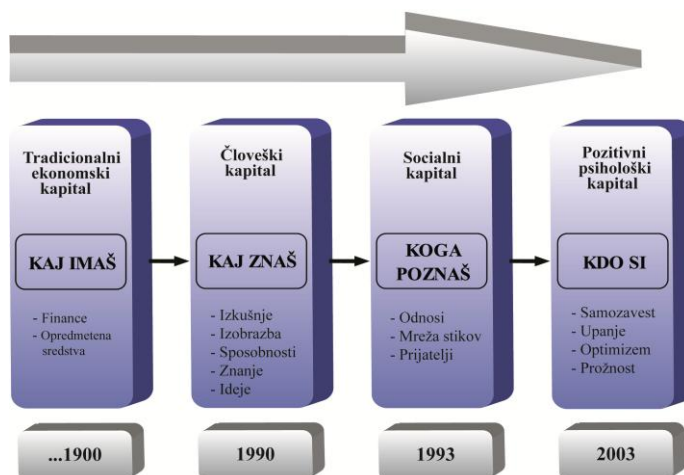 Tradicionalni
ekonomski
kapital
KAJ IMAŠ
- Finance
- Opredmetena
sredstva
...1900
Človeški
kapital
KAJ ZNAŠ
- Izkušnje
- Izobrazba
- Sposobnosti
- Znanje
- Ideje
1990
Socialni
kapital
KOGA
POZNAŠ
- Odnosi
- Mreža stikov
- Prijatelji
1993
Pozitivni
psihološki
kapital
KDO SI
- Samozavest
- Upanje
- Optimizem
- Prožnost
2003